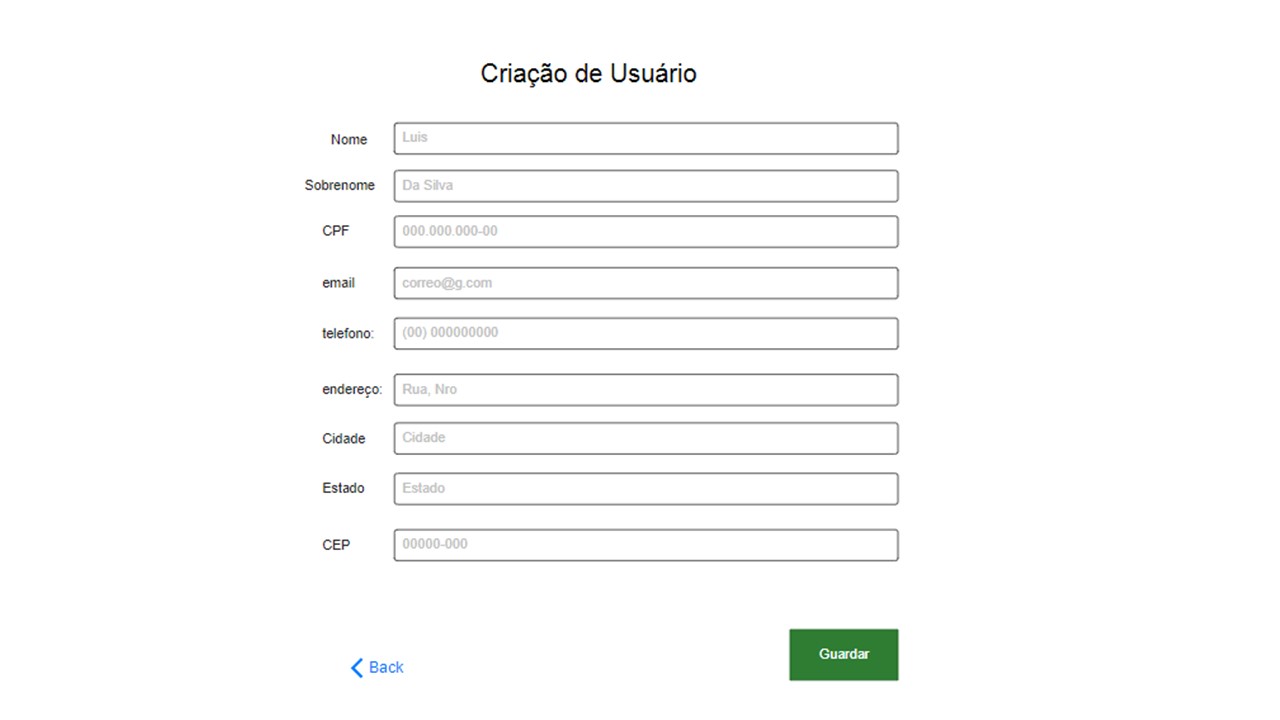 Criação de Usuário
Nome Luis
Sobrenome Da Silva
CPF 000.000.000-00
email correo@g.com
telefono: (00) 000000000
endereço: Rua, Nro
Cidade Cidade
Estado Estado
CEP 00000-000
Back Guardar